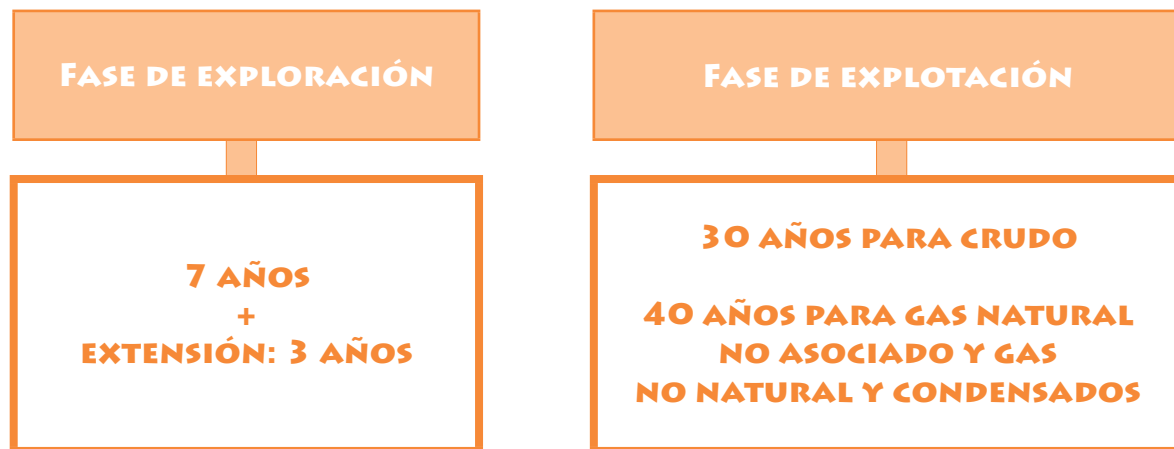 Fase de exploración
7 años
+
extensión: 3 años
Fase de explotación
30 años para crudo
40 años para gas natural
no asociado y gas
no natural y condensados